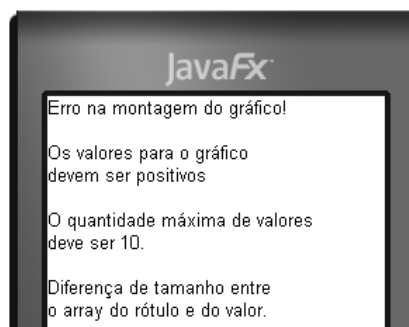 JavaFx
Erro na montagem do gráfico!
Os valores para o gráfico
devem ser positivos
O quantidade máxima de valores
deve ser 10.
Diferença de tamanho entre
o array do rótulo e do valor.